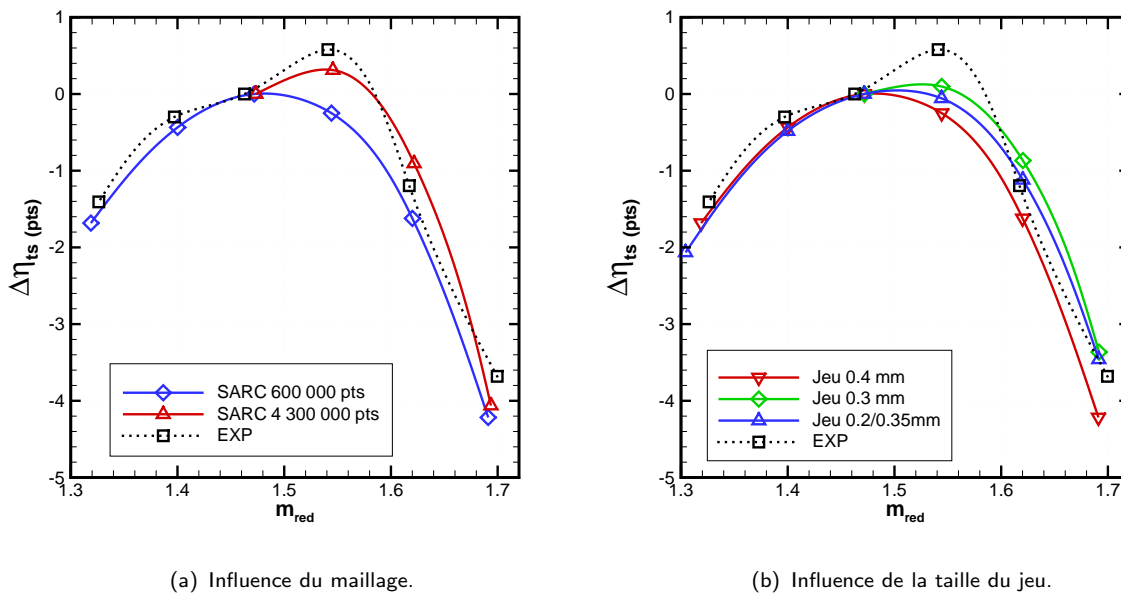 1
0
-1
-2
-3
-4
-5
Δη_ts (pts)
SARC 600 000 pts
SARC 4 300 000 pts
EXP
1.3 1.4 1.5 1.6 1.7
m_red
(a) Influence du maillage.
1
0
-1
-2
-3
-4
-5
Δη_ts (pts)
Jeu 0.4 mm
Jeu 0.3 mm
Jeu 0.2/0.35mm
EXP
1.3 1.4 1.5 1.6 1.7
m_red
(b) Influence de la taille du jeu.